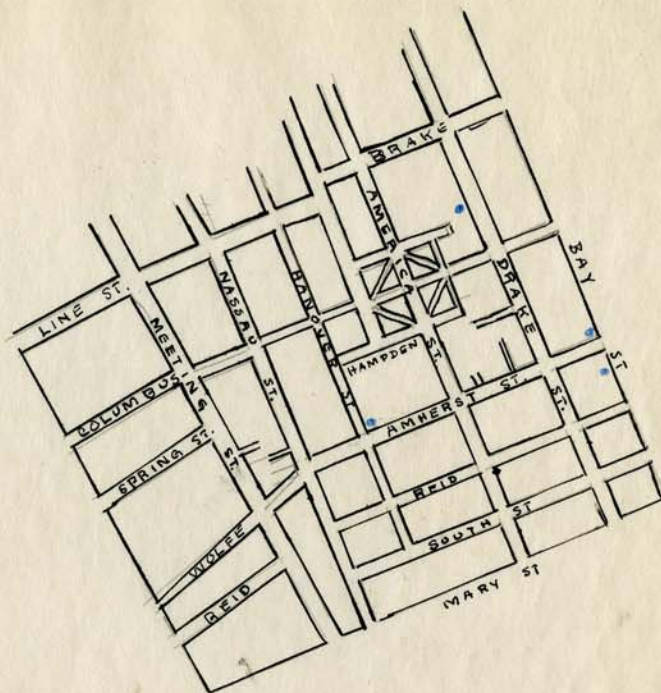 BRAKE
LINE ST.
AMERICA
ST.
BAY
ST
NASSAU
ST.
HANOVER
ST
DRAKE
ST.
MEETING
ST.
HAMPDEN
COLUMBUS
AMHERST ST.
SPRING ST.
REID
SOUTH ST
WOLFE
MARY ST
REID